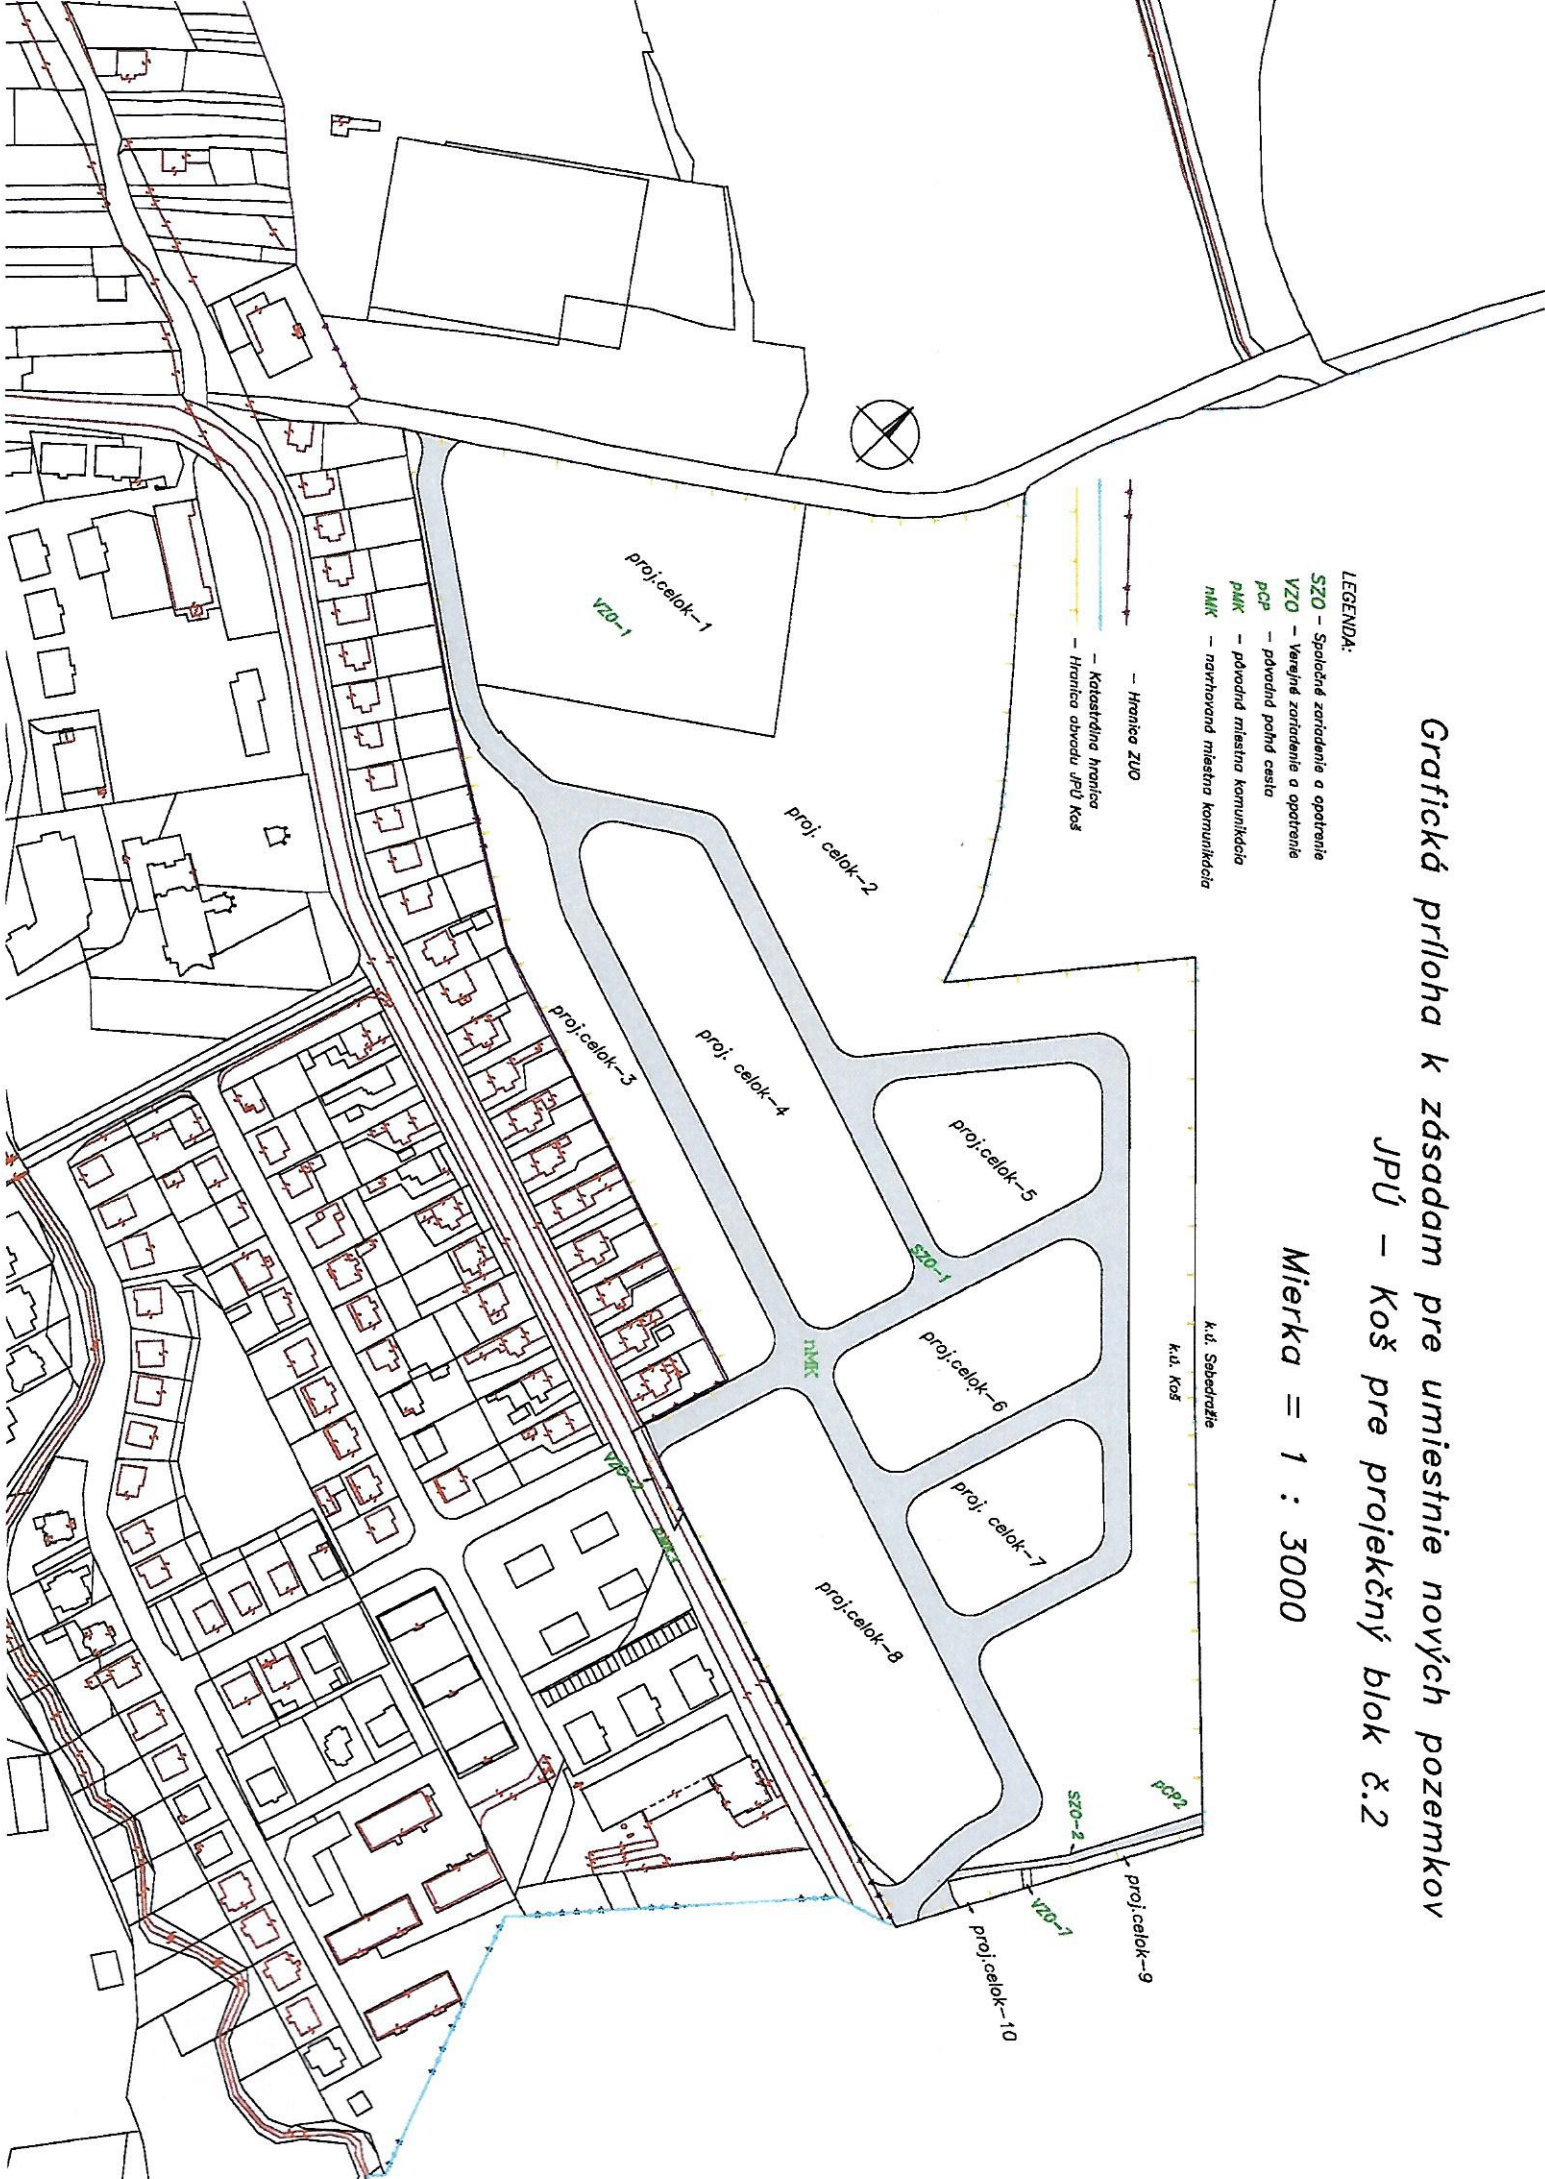 Grafická príloha k zásadam pre umiestnie nových pozemkov
JPÚ – Koš pre projekčný blok č.2
Mierka = 1 : 3000
LEGENDA:
SZO – Spoločné zariadenie a opatrenie
VZO – Verejné zariadenie a opatrenie
pCP – pôvodná poľná cesta
pMK – pôvodná miestna komunikácia
nMK – navrhovaná miestna komunikácia
– Hranica ZUO
– Katastrálna hranica
– Hranica obvodu JPÚ Koš
k.ú. Sebedražie
k.ú. Koš
proj.celok–1
VZO–1
proj. celok–2
proj.celok–3
proj. celok–4
proj.celok–5
SZO–1
proj.celok–6
nMK
proj. celok–7
proj.celok–8
VZO–2
pCP2
SZO–2
proj.celok–9
VZO–1
proj.celok–10